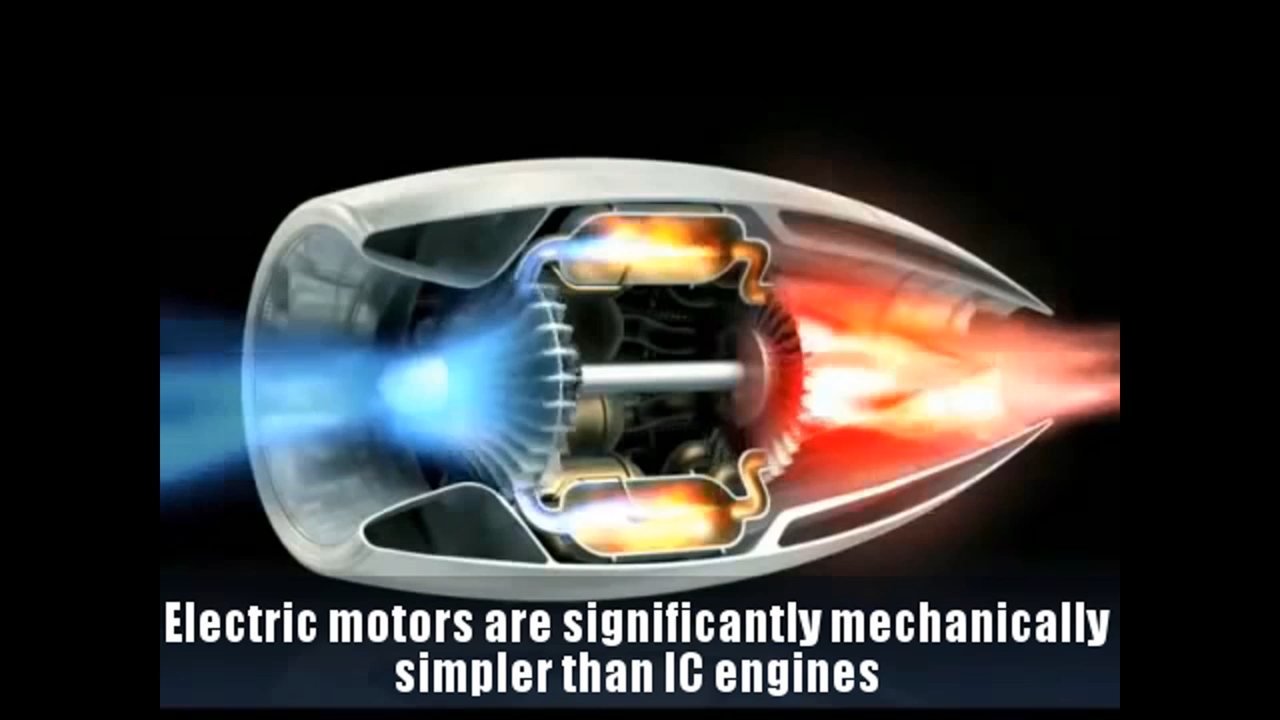 Electric motors are significantly mechanically
simpler than IC engines